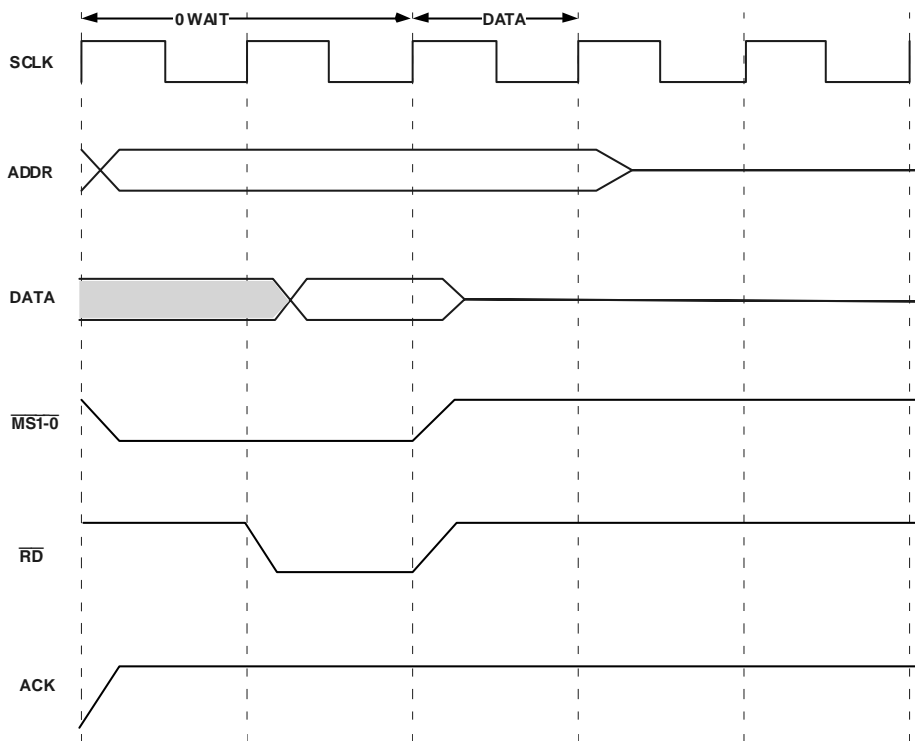 0 WAIT DATA
SCLK
ADDR
DATA
MS1-0
RD
ACK